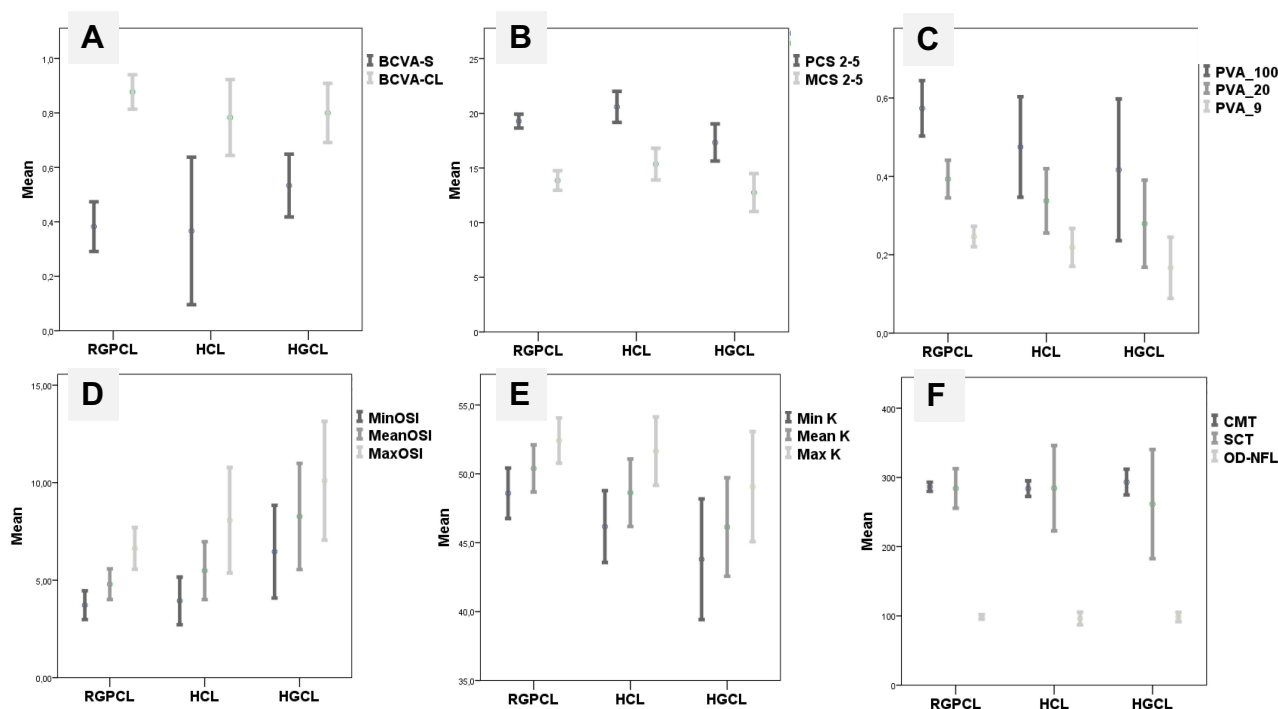 A
Mean
1,0
0,8
0,6
0,4
0,2
0,0
RGPCL HCL HGCL
BCVA-S
BCVA-CL
B
25
20
15
10
5
0
RGPCL HCL HGCL
PCS 2-5
MCS 2-5
C
0,6
0,4
0,2
0,0
RGPCL HCL HGCL
PVA_100
PVA_20
PVA_9
D
Mean
15,00
10,00
5,00
0,00
RGPCL HCL HGCL
MinOSI
MeanOSI
MaxOSI
E
Mean
55,0
50,0
45,0
40,0
35,0
RGPCL HCL HGCL
Min K
Mean K
Max K
F
Mean
400
300
200
100
0
RGPCL HCL HGCL
CMT
SCT
OD-NFL